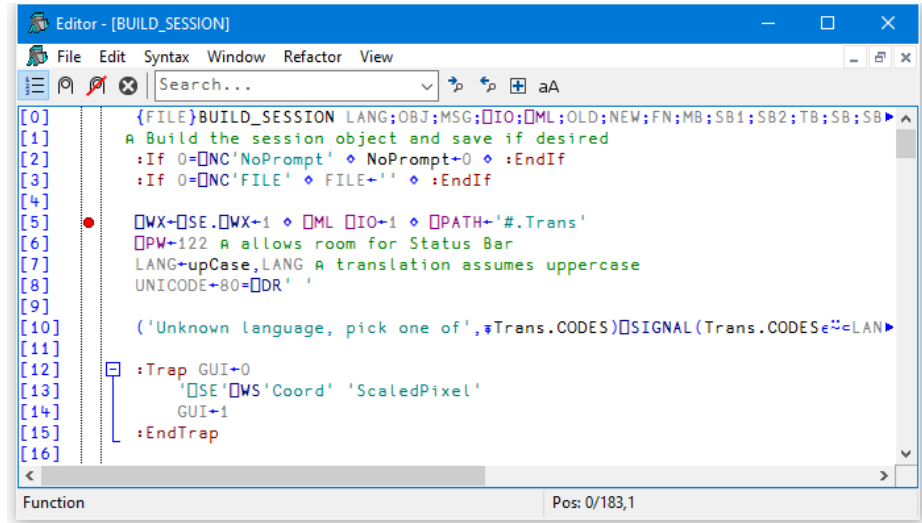 Editor - [BUILD_SESSION]
File Edit Syntax Window Refactor View
Search... aA
[0] {FILE}BUILD_SESSION LANG;OBJ;MSG;⎕IO;⎕ML;OLD;NEW;FN;MB;SB1;SB2;TB;SB;SB
[1] ⍝ Build the session object and save if desired
[2] :If 0=⎕NC'NoPrompt' ⋄ NoPrompt←0 ⋄ :EndIf
[3] :If 0=⎕NC'FILE' ⋄ FILE←'' ⋄ :EndIf
[4]
[5] ⎕WX←⎕SE.⎕WX←1 ⋄ ⎕ML ⎕IO←1 ⋄ ⎕PATH←'#.Trans'
[6] ⎕PW←122 ⍝ allows room for Status Bar
[7] LANG←upCase,LANG ⍝ translation assumes uppercase
[8] UNICODE←80=⎕DR' '
[9]
[10] ('Unknown language, pick one of',⍕Trans.CODES)⎕SIGNAL(Trans.CODES∊⍨⊂LAN
[11]
[12] :Trap GUI←0
[13] '⎕SE'⎕WS'Coord' 'ScaledPixel'
[14] GUI←1
[15] :EndTrap
[16]
Function Pos: 0/183,1